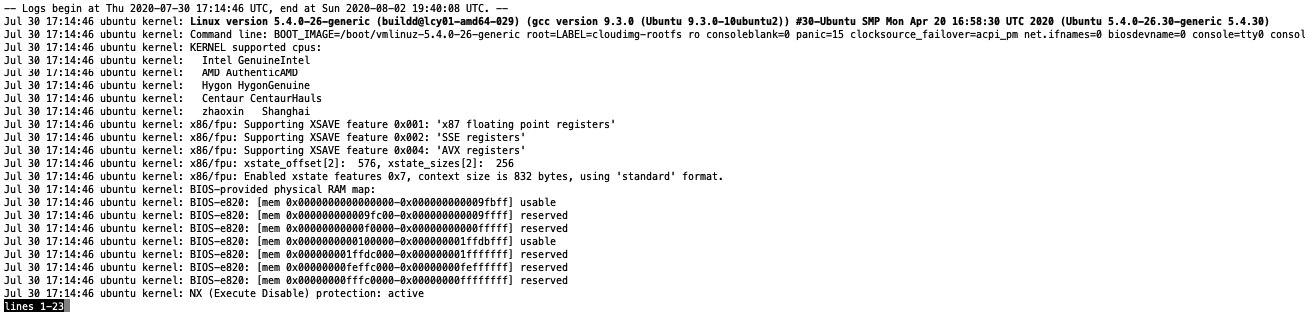 -- Logs begin at Thu 2020-07-30 17:14:46 UTC, end at Sun 2020-08-02 19:40:08 UTC. --
Jul 30 17:14:46 ubuntu kernel: Linux version 5.4.0-26-generic (buildd@lcy01-amd64-029) (gcc version 9.3.0 (Ubuntu 9.3.0-10ubuntu2)) #30-Ubuntu SMP Mon Apr 20 16:58:30 UTC 2020 (Ubuntu 5.4.0-26.30-generic 5.4.30)
Jul 30 17:14:46 ubuntu kernel: Command line: BOOT_IMAGE=/boot/vmlinuz-5.4.0-26-generic root=LABEL=cloudimg-rootfs ro consoleblank=0 panic=15 clocksource_failover=acpi_pm net.ifnames=0 biosdevname=0 console=tty0 consol
Jul 30 17:14:46 ubuntu kernel: KERNEL supported cpus:
Jul 30 17:14:46 ubuntu kernel:   Intel GenuineIntel
Jul 30 17:14:46 ubuntu kernel:   AMD AuthenticAMD
Jul 30 17:14:46 ubuntu kernel:   Hygon HygonGenuine
Jul 30 17:14:46 ubuntu kernel:   Centaur CentaurHauls
Jul 30 17:14:46 ubuntu kernel:   zhaoxin   Shanghai
Jul 30 17:14:46 ubuntu kernel: x86/fpu: Supporting XSAVE feature 0x001: 'x87 floating point registers'
Jul 30 17:14:46 ubuntu kernel: x86/fpu: Supporting XSAVE feature 0x002: 'SSE registers'
Jul 30 17:14:46 ubuntu kernel: x86/fpu: Supporting XSAVE feature 0x004: 'AVX registers'
Jul 30 17:14:46 ubuntu kernel: x86/fpu: xstate_offset[2]:  576, xstate_sizes[2]:  256
Jul 30 17:14:46 ubuntu kernel: x86/fpu: Enabled xstate features 0x7, context size is 832 bytes, using 'standard' format.
Jul 30 17:14:46 ubuntu kernel: BIOS-provided physical RAM map:
Jul 30 17:14:46 ubuntu kernel: BIOS-e820: [mem 0x0000000000000000-0x000000000009fbff] usable
Jul 30 17:14:46 ubuntu kernel: BIOS-e820: [mem 0x000000000009fc00-0x000000000009ffff] reserved
Jul 30 17:14:46 ubuntu kernel: BIOS-e820: [mem 0x00000000000f0000-0x00000000000fffff] reserved
Jul 30 17:14:46 ubuntu kernel: BIOS-e820: [mem 0x0000000000100000-0x000000001ffdbfff] usable
Jul 30 17:14:46 ubuntu kernel: BIOS-e820: [mem 0x000000001ffdc000-0x000000001fffffff] reserved
Jul 30 17:14:46 ubuntu kernel: BIOS-e820: [mem 0x00000000feffc000-0x00000000feffffff] reserved
Jul 30 17:14:46 ubuntu kernel: BIOS-e820: [mem 0x00000000fffc0000-0x00000000ffffffff] reserved
Jul 30 17:14:46 ubuntu kernel: NX (Execute Disable) protection: active
lines 1-23